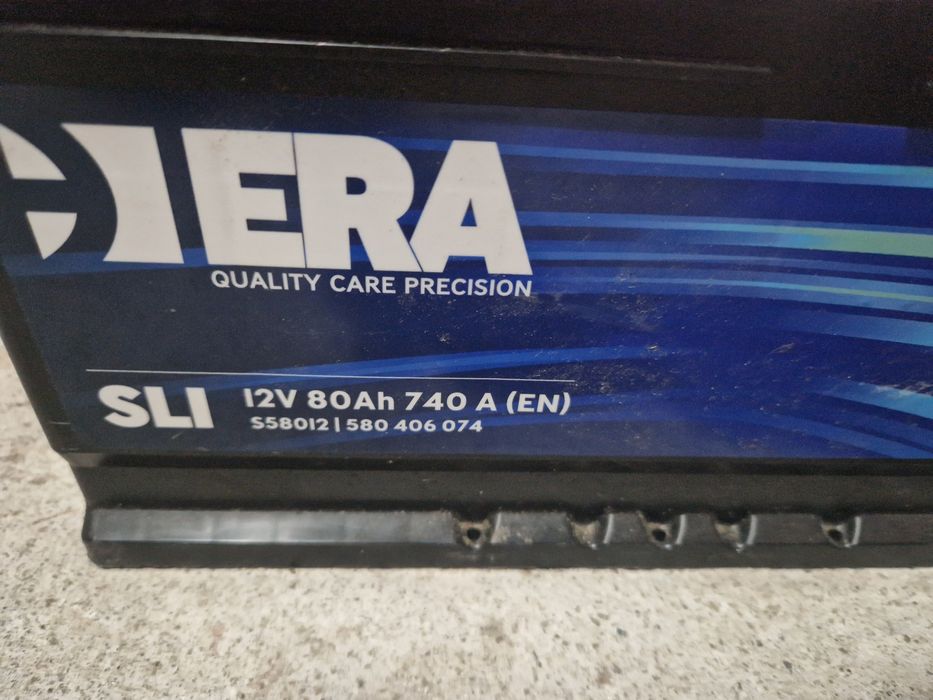 ERA
QUALITY CARE PRECISION
SLI 12V 80Ah 740 A (EN)
S58012 | 580 406 074